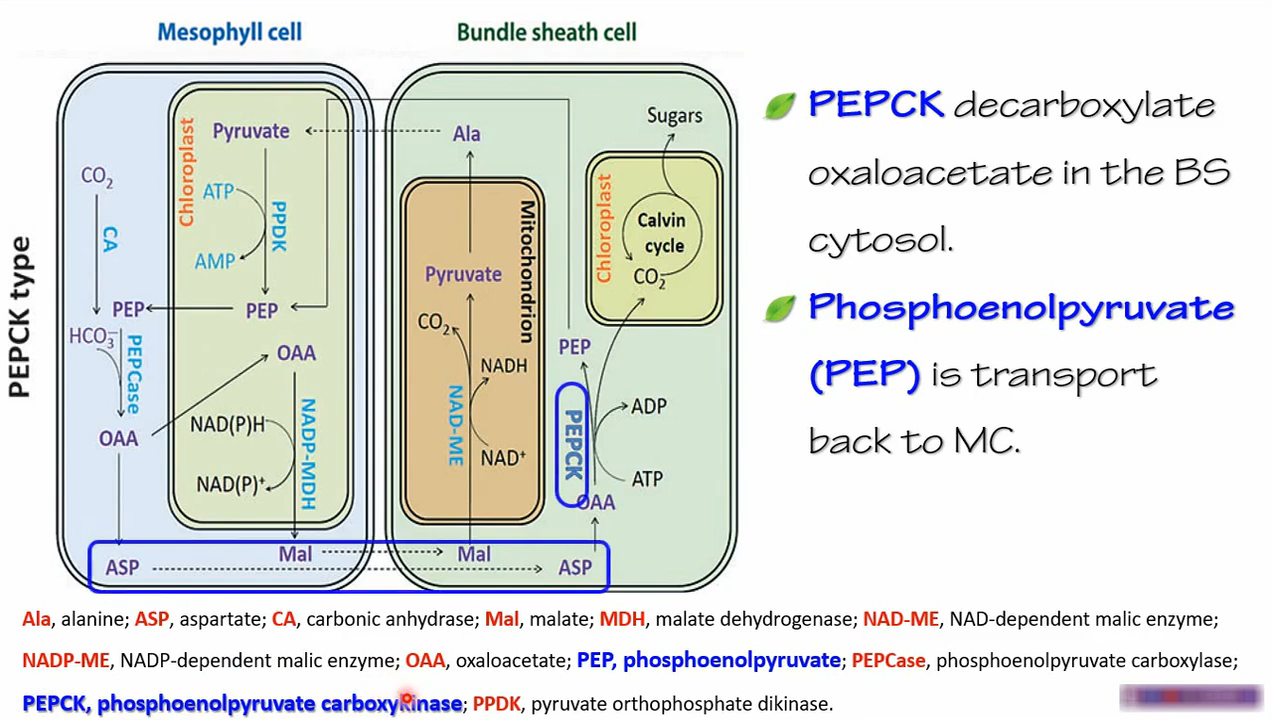 Mesophyll cell
Bundle sheath cell
PEPCK type
CO₂
CA
HCO₃⁻
PEP
PEPCase
OAA
ASP
Chloroplast
Pyruvate
ATP
AMP
PPDK
PEP
OAA
NAD(P)H
NAD(P)⁺
NADP-MDH
Mal
Ala
Mitochondrion
Pyruvate
CO₂
NADH
NAD-ME
NAD⁺
Mal
Sugars
Chloroplast
Calvin
cycle
CO₂
PEP
PEPCK
ADP
ATP
OAA
ASP
PEPCK decarboxylate
oxaloacetate in the BS
cytosol.
Phosphoenolpyruvate
(PEP) is transport
back to MC.
Ala, alanine; ASP, aspartate; CA, carbonic anhydrase; Mal, malate; MDH, malate dehydrogenase; NAD-ME, NAD-dependent malic enzyme;
NADP-ME, NADP-dependent malic enzyme; OAA, oxaloacetate; PEP, phosphoenolpyruvate; PEPCase, phosphoenolpyruvate carboxylase;
PEPCK, phosphoenolpyruvate carboxykinase; PPDK, pyruvate orthophosphate dikinase.